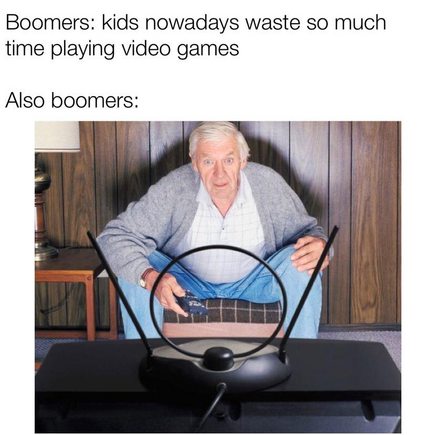 Boomers: kids nowadays waste so much
time playing video games
Also boomers: